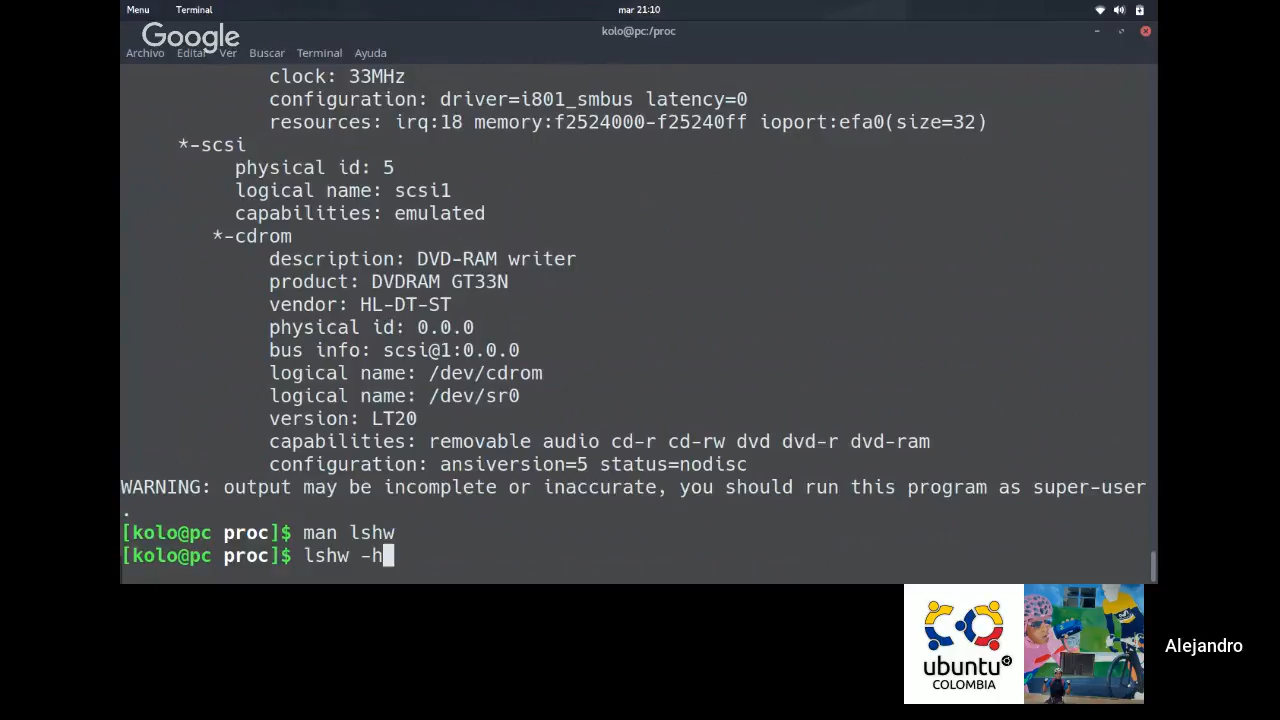 Menu Terminal mar 21:10
Google
kolo@pc:/proc
Archivo Editar Ver Buscar Terminal Ayuda
clock: 33MHz
configuration: driver=i801_smbus latency=0
resources: irq:18 memory:f2524000-f25240ff ioport:efa0(size=32)
*-scsi
physical id: 5
logical name: scsi1
capabilities: emulated
*-cdrom
description: DVD-RAM writer
product: DVDRAM GT33N
vendor: HL-DT-ST
physical id: 0.0.0
bus info: scsi@1:0.0.0
logical name: /dev/cdrom
logical name: /dev/sr0
version: LT20
capabilities: removable audio cd-r cd-rw dvd dvd-r dvd-ram
configuration: ansiversion=5 status=nodisc
WARNING: output may be incomplete or inaccurate, you should run this program as super-user
.
[kolo@pc proc]$ man lshw
[kolo@pc proc]$ lshw -h
ubuntu
COLOMBIA
Alejandro